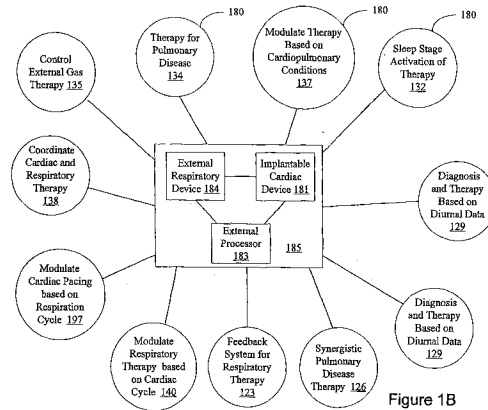 180
180
180
Therapy for
Pulmonary
Disease
134
Modulate Therapy
Based on
Cardiopulmonary
Conditions
137
Sleep Stage
Activation of
Therapy
132
Control
External Gas
Therapy 135
Coordinate
Cardiac and
Respiratory
Therapy
138
External
Respiratory
Device
184
Implantable
Cardiac
Device 181
External
Processor
183
185
Diagnosis
and Therapy
Based on
Diurnal Data
129
Modulate
Cardiac Pacing
based on
Respiration
Cycle 197
Diagnosis
and Therapy
Based on
Diurnal Data
129
Modulate
Respiratory
Therapy based
on Cardiac
Cycle 140
Feedback
System for
Respiratory
Therapy
123
Synergistic
Pulmonary
Disease
Therapy 126
Figure 1B